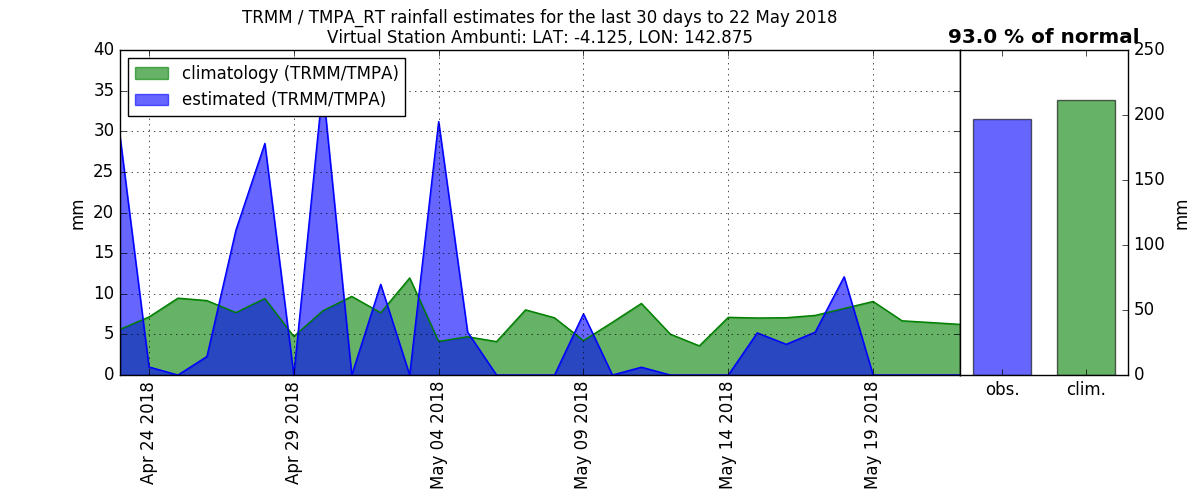 TRMM / TMPA_RT rainfall estimates for the last 30 days to 22 May 2018
Virtual Station Ambunti: LAT: -4.125, LON: 142.875
93.0 % of normal
climatology (TRMM/TMPA)
estimated (TRMM/TMPA)
40
35
30
25
20
15
10
5
0
mm
Apr 24 2018
Apr 29 2018
May 04 2018
May 09 2018
May 14 2018
May 19 2018
obs.
clim.
250
200
150
100
50
0
mm